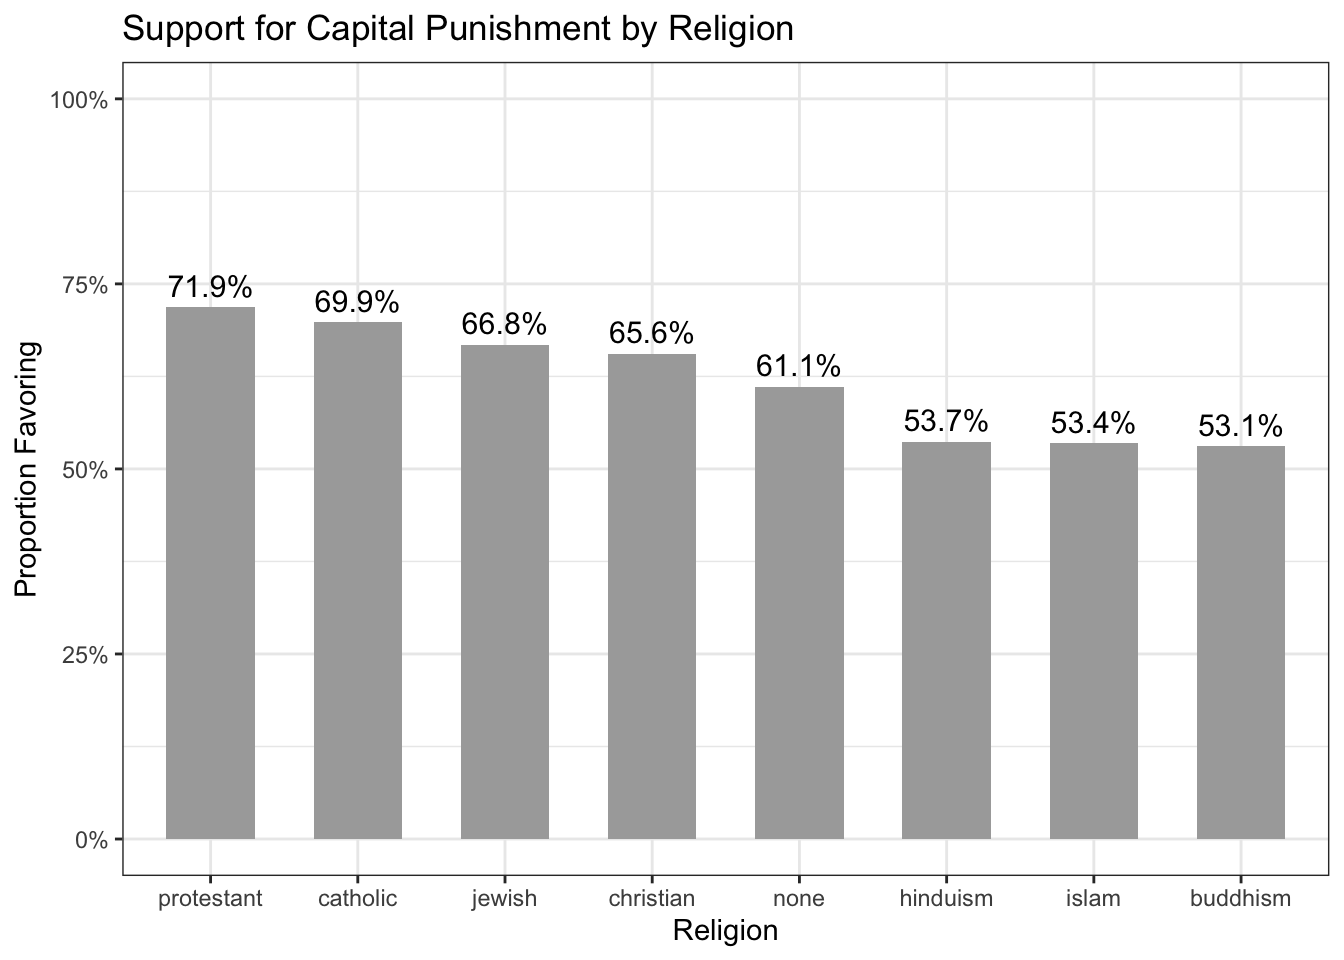 Support for Capital Punishment by Religion
100%
75%
50%
25%
0%
Proportion Favoring
71.9%
69.9%
66.8%
65.6%
61.1%
53.7%
53.4%
53.1%
protestant
catholic
jewish
christian
none
hinduism
islam
buddhism
Religion